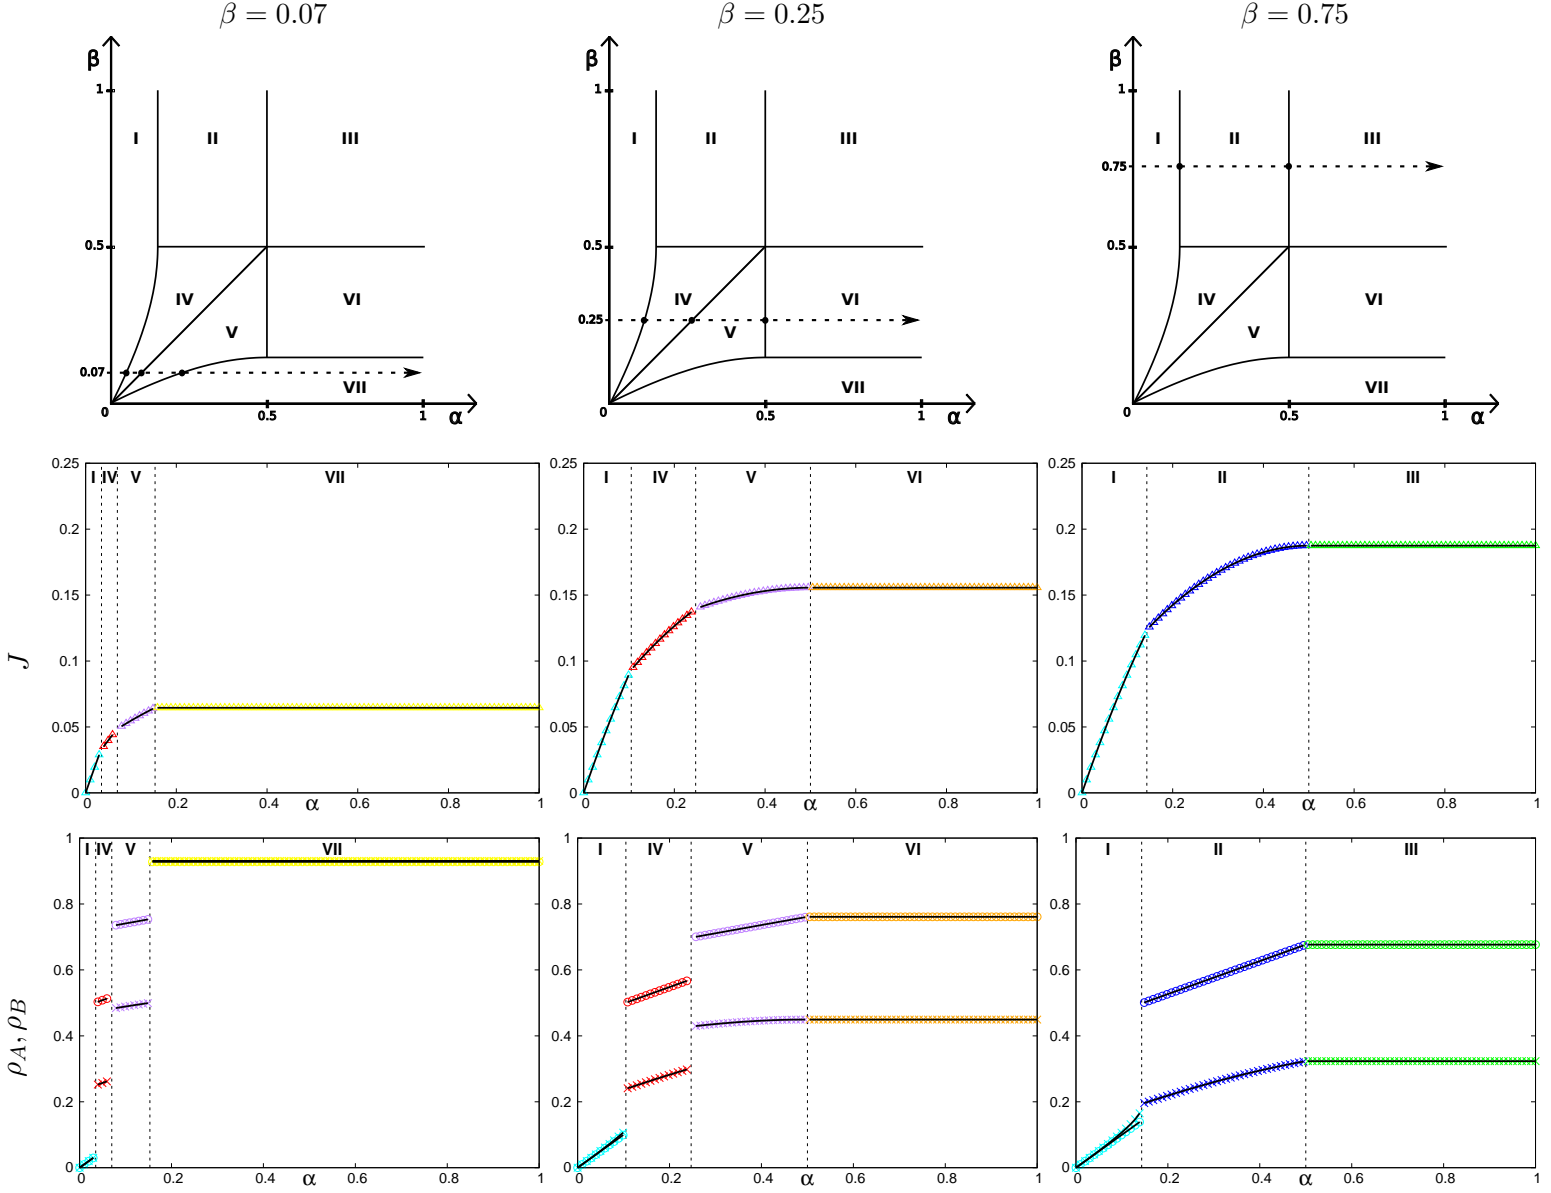 β = 0.07
β = 0.25
β = 0.75
β
1
I
II
III
0.5
IV
VI
V
0.07
VII
0
0.5
1
α
β
1
I
II
III
0.5
IV
VI
0.25
V
VII
0
0.5
1
α
β
1
I
II
III
0.75
0.5
IV
VI
V
VII
0
0.5
1
α
J
0.25
0.2
0.15
0.1
0.05
0
I IV V VII
0 0.2 0.4 α 0.6 0.8 1
0.25
0.2
0.15
0.1
0.05
0
I IV V VI
0 0.2 0.4 α 0.6 0.8 1
0.25
0.2
0.15
0.1
0.05
0
I II III
0 0.2 0.4 α 0.6 0.8 1
ρA, ρB
1
0.8
0.6
0.4
0.2
0
I IV V VII
0 0.2 0.4 α 0.6 0.8 1
1
0.8
0.6
0.4
0.2
0
I IV V VI
0 0.2 0.4 α 0.6 0.8 1
1
0.8
0.6
0.4
0.2
0
I II III
0 0.2 0.4 α 0.6 0.8 1